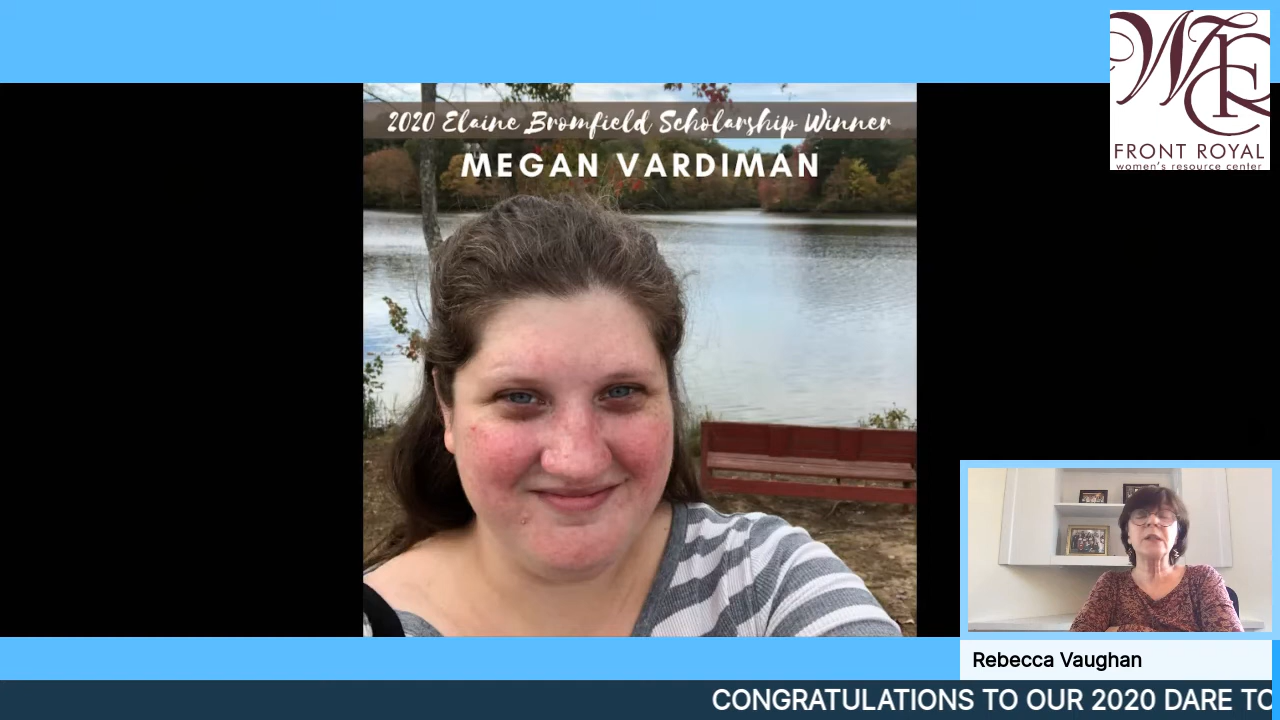 2020 Elaine Bromfield Scholarship Winner
MEGAN VARDIMAN
WRC
FRONT ROYAL
women's resource center
Rebecca Vaughan
CONGRATULATIONS TO OUR 2020 DARE TO